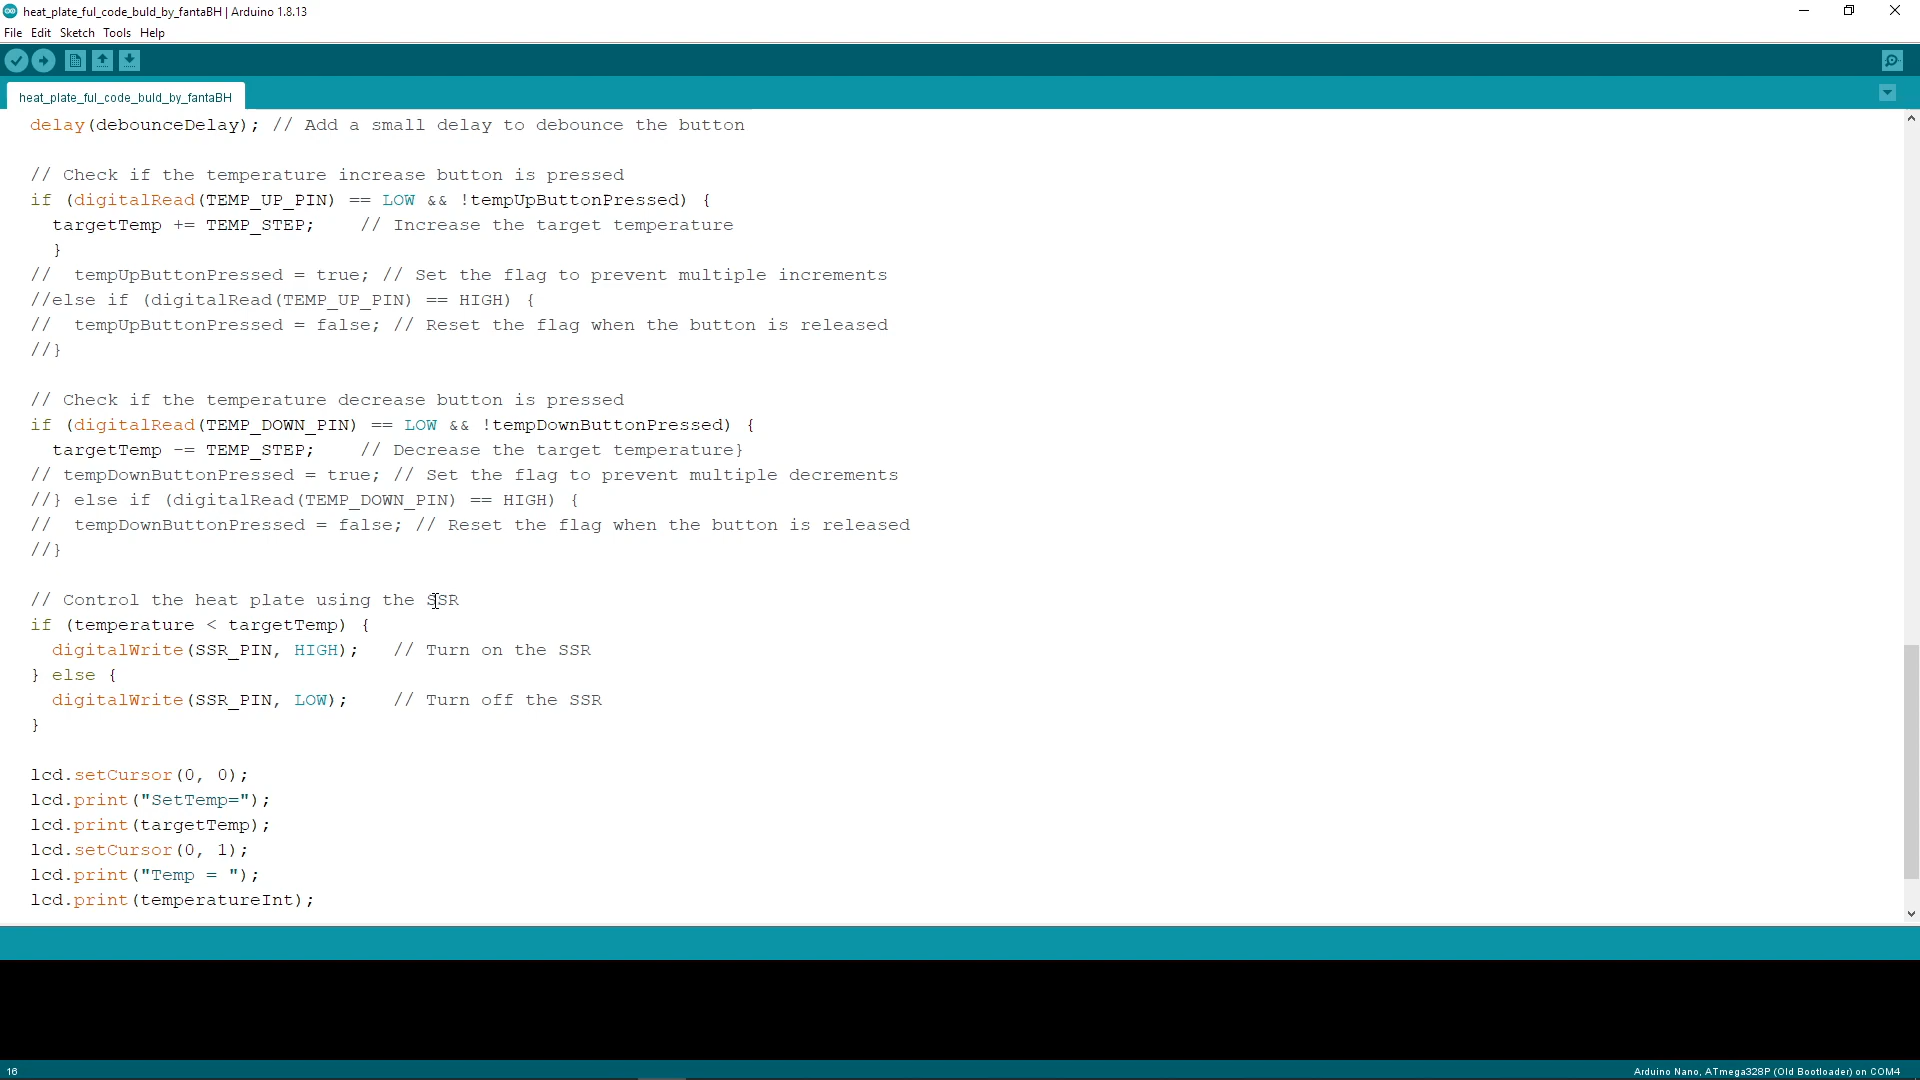 heat_plate_ful_code_buld_by_fantaBH | Arduino 1.8.13
File Edit Sketch Tools Help
heat_plate_ful_code_buld_by_fantaBH
delay(debounceDelay); // Add a small delay to debounce the button
// Check if the temperature increase button is pressed
if (digitalRead(TEMP_UP_PIN) == LOW && !tempUpButtonPressed) {
targetTemp += TEMP_STEP;    // Increase the target temperature
}
//  tempUpButtonPressed = true; // Set the flag to prevent multiple increments
//else if (digitalRead(TEMP_UP_PIN) == HIGH) {
//  tempUpButtonPressed = false; // Reset the flag when the button is released
//}
// Check if the temperature decrease button is pressed
if (digitalRead(TEMP_DOWN_PIN) == LOW && !tempDownButtonPressed) {
targetTemp -= TEMP_STEP;    // Decrease the target temperature}
// tempDownButtonPressed = true; // Set the flag to prevent multiple decrements
//} else if (digitalRead(TEMP_DOWN_PIN) == HIGH) {
//  tempDownButtonPressed = false; // Reset the flag when the button is released
//}
// Control the heat plate using the SSR
if (temperature < targetTemp) {
digitalWrite(SSR_PIN, HIGH);   // Turn on the SSR
} else {
digitalWrite(SSR_PIN, LOW);    // Turn off the SSR
}
lcd.setCursor(0, 0);
lcd.print("SetTemp=");
lcd.print(targetTemp);
lcd.setCursor(0, 1);
lcd.print("Temp = ");
lcd.print(temperatureInt);
16
Arduino Nano, ATmega328P (Old Bootloader) on COM4